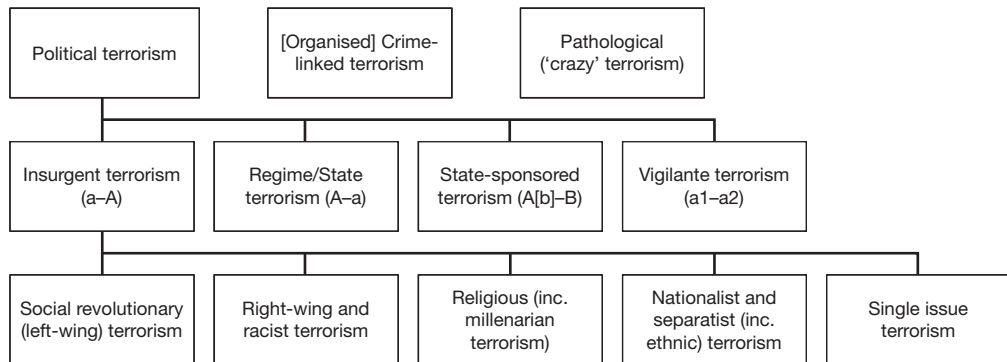 Political terrorism
[Organised] Crime-
linked terrorism
Pathological
(‘crazy’ terrorism)
Insurgent terrorism
(a–A)
Regime/State
terrorism (A–a)
State-sponsored
terrorism (A[b]–B)
Vigilante terrorism
(a1–a2)
Social revolutionary
(left-wing) terrorism
Right-wing and
racist terrorism
Religious (inc.
millenarian
terrorism)
Nationalist and
separatist (inc.
ethnic) terrorism
Single issue
terrorism